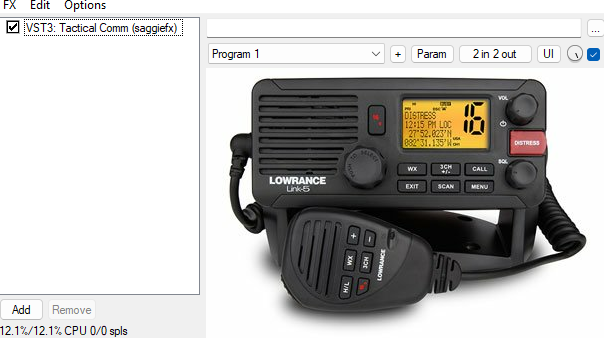 FX Edit Options
VST3: Tactical Comm (saggiefx)
...
Program 1
+ Param 2 in 2 out UI
VOL
DISTRESS
12:15 PM LOC
27°52.023'N
082°31.135'W
16
DISTRESS
SQL
LOWRANCE
Link-5
WX 3CH +/- CALL
EXIT SCAN MENU
+ -
WX 3CH
H/L
LOWRANCE
Add Remove
12.1%/12.1% CPU 0/0 spls